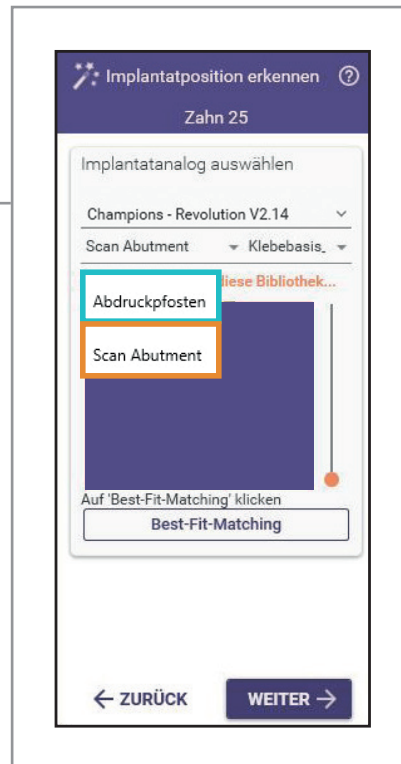 Implantatposition erkennen
Zahn 25
Implantatanalog auswählen
Champions - Revolution V2.14
Scan Abutment Klebebasis_
diese Bibliothek...
Abdruckpfosten
Scan Abutment
Auf 'Best-Fit-Matching' klicken
Best-Fit-Matching
ZURÜCK WEITER